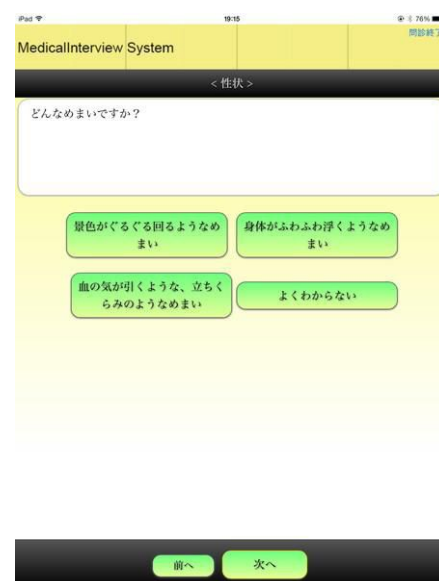 iPad
19:15
76%
問診終了
MedicalInterview System
＜性状＞
どんなめまいですか？
景色がぐるぐる回るようなめ
まい
身体がふわふわ浮くようなめ
まい
血の気が引くような、立ちく
らみのようなめまい
よくわからない
前へ
次へ